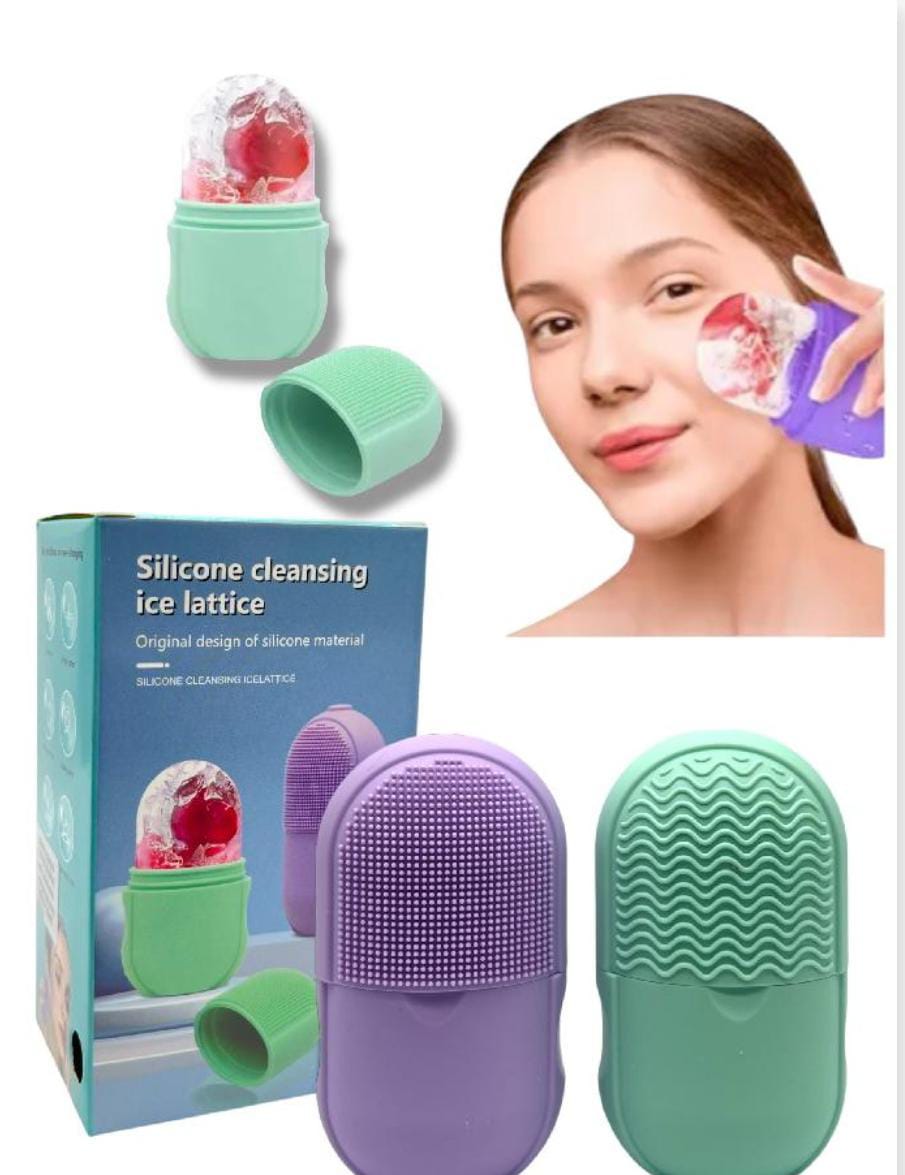 Silicone cleansing
ice lattice
Original design of silicone material
SILICONE CLEANSING ICELATTICE